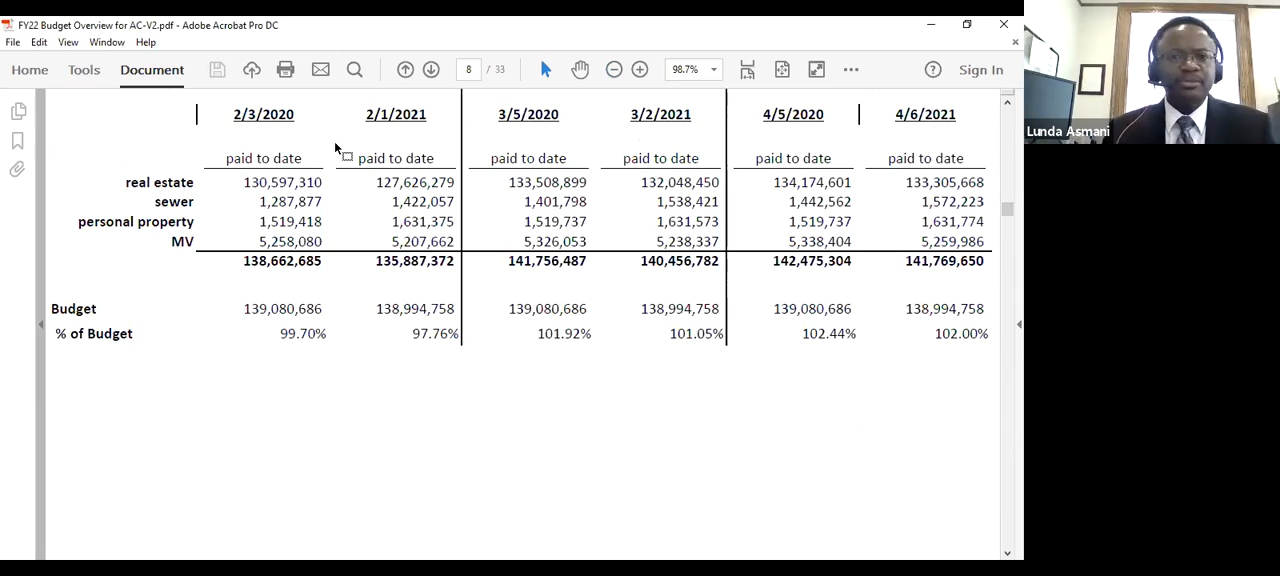 FY22 Budget Overview for AC-V2.pdf - Adobe Acrobat Pro DC
File Edit View Window Help
Home Tools Document 8 / 33 98.7% Sign In
2/3/2020 2/1/2021 3/5/2020 3/2/2021 4/5/2020 4/6/2021
paid to date paid to date paid to date paid to date paid to date paid to date
real estate 130,597,310 127,626,279 133,508,899 132,048,450 134,174,601 133,305,668
sewer 1,287,877 1,422,057 1,401,798 1,538,421 1,442,562 1,572,223
personal property 1,519,418 1,631,375 1,519,737 1,631,573 1,519,737 1,631,774
MV 5,258,080 5,207,662 5,326,053 5,238,337 5,338,404 5,259,986
138,662,685 135,887,372 141,756,487 140,456,782 142,475,304 141,769,650
Budget 139,080,686 138,994,758 139,080,686 138,994,758 139,080,686 138,994,758
% of Budget 99.70% 97.76% 101.92% 101.05% 102.44% 102.00%
Lunda Asmani